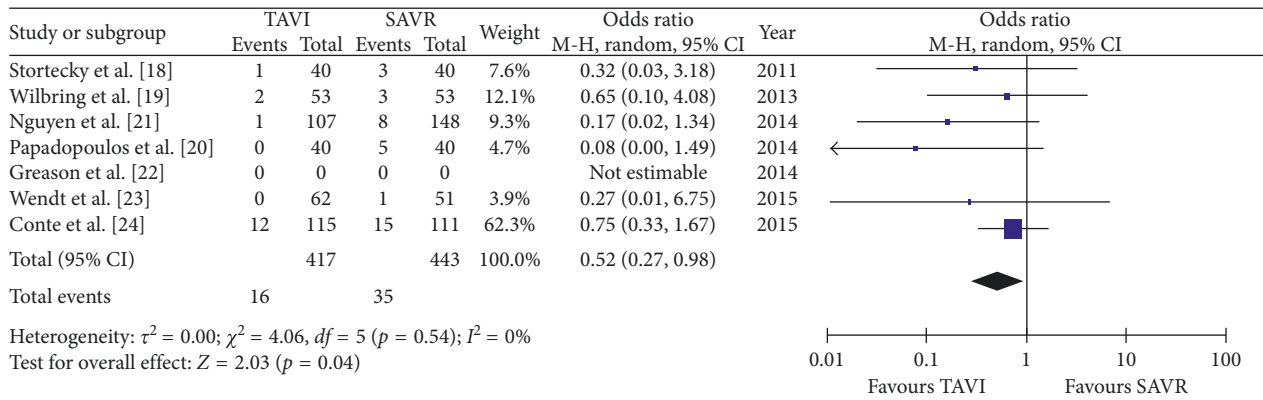 Study or subgroup TAVI SAVR Weight Odds ratio Year Odds ratio
Events Total Events Total M-H, random, 95% CI M-H, random, 95% CI
Stortecky et al. [18] 1 40 3 40 7.6% 0.32 (0.03, 3.18) 2011
Wilbring et al. [19] 2 53 3 53 12.1% 0.65 (0.10, 4.08) 2013
Nguyen et al. [21] 1 107 8 148 9.3% 0.17 (0.02, 1.34) 2014
Papadopoulos et al. [20] 0 40 5 40 4.7% 0.08 (0.00, 1.49) 2014
Greason et al. [22] 0 0 0 0 Not estimable 2014
Wendt et al. [23] 0 62 1 51 3.9% 0.27 (0.01, 6.75) 2015
Conte et al. [24] 12 115 15 111 62.3% 0.75 (0.33, 1.67) 2015
Total (95% CI) 417 443 100.0% 0.52 (0.27, 0.98)
Total events 16 35
Heterogeneity: τ² = 0.00; χ² = 4.06, df = 5 (p = 0.54); I² = 0%
Test for overall effect: Z = 2.03 (p = 0.04)
0.01 0.1 1 10 100
Favours TAVI Favours SAVR